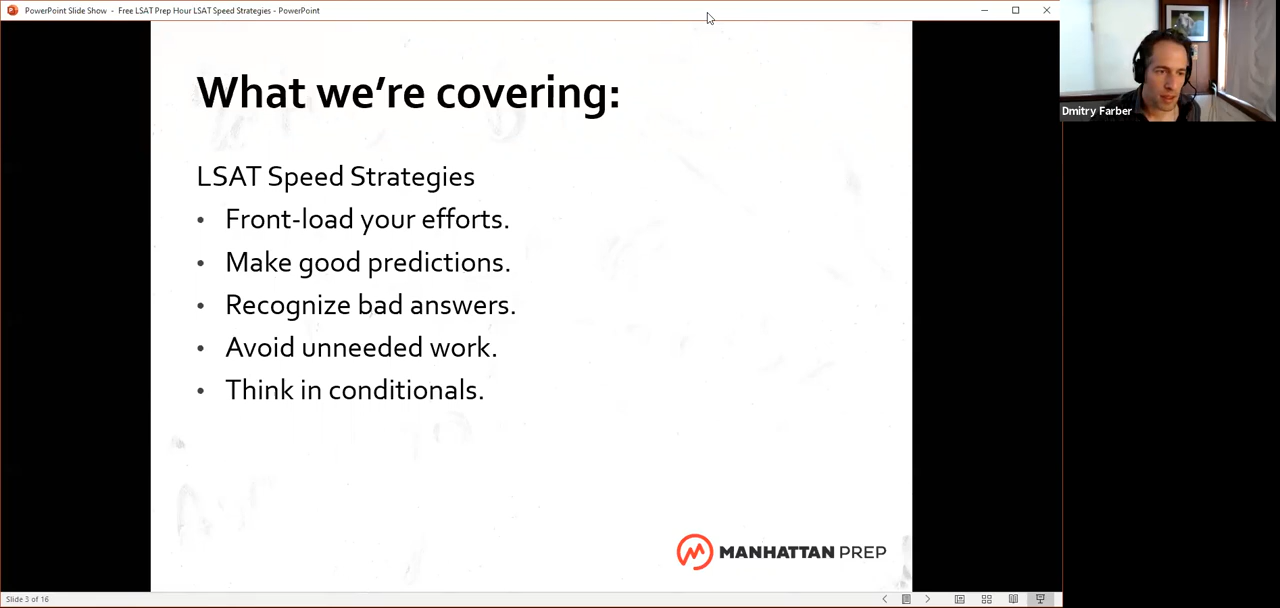 PowerPoint Slide Show - Free LSAT Prep Hour LSAT Speed Strategies - PowerPoint
What we're covering:
LSAT Speed Strategies
• Front-load your efforts.
• Make good predictions.
• Recognize bad answers.
• Avoid unneeded work.
• Think in conditionals.
MANHATTAN PREP
Slide 3 of 16
Dmitry Farber